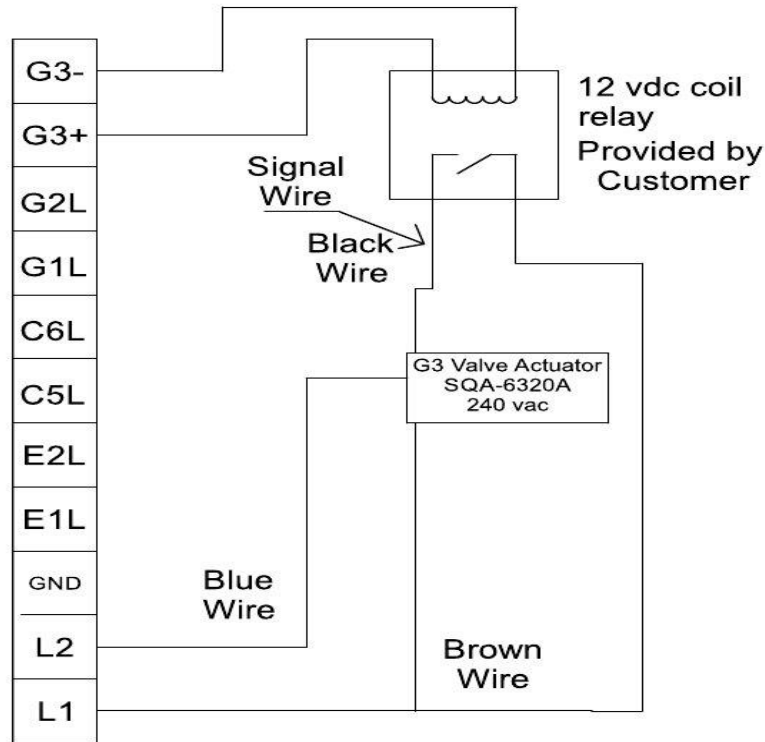 G3-
G3+
G2L
G1L
C6L
C5L
E2L
E1L
GND
L2
L1
12 vdc coil
relay
Provided by
Customer
Signal
Wire
Black
Wire
G3 Valve Actuator
SQA-6320A
240 vac
Blue
Wire
Brown
Wire